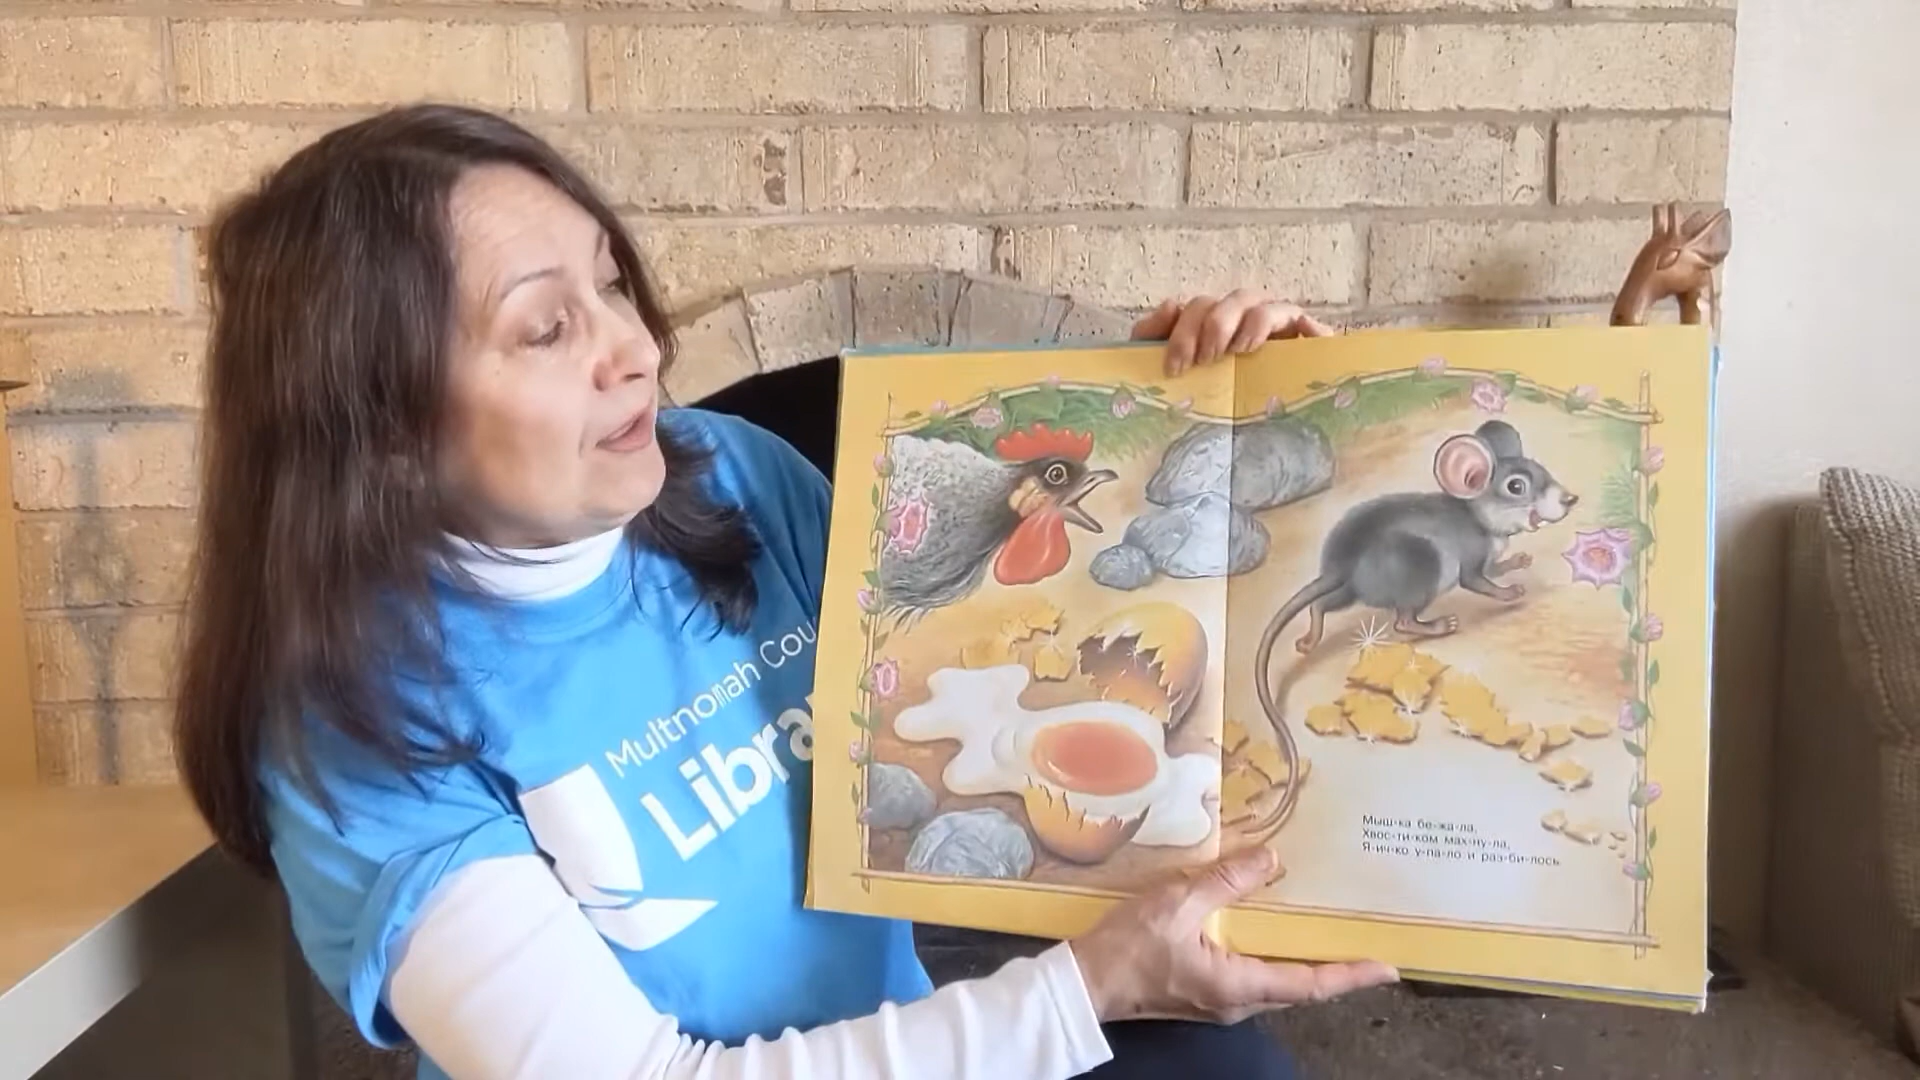 Multnomah Cou
Libra
Мыш-ка бе-жа-ла,
Хвос-ти-ком мах-ну-ла,
Я-ич-ко у-па-ло и раз-би-лось.